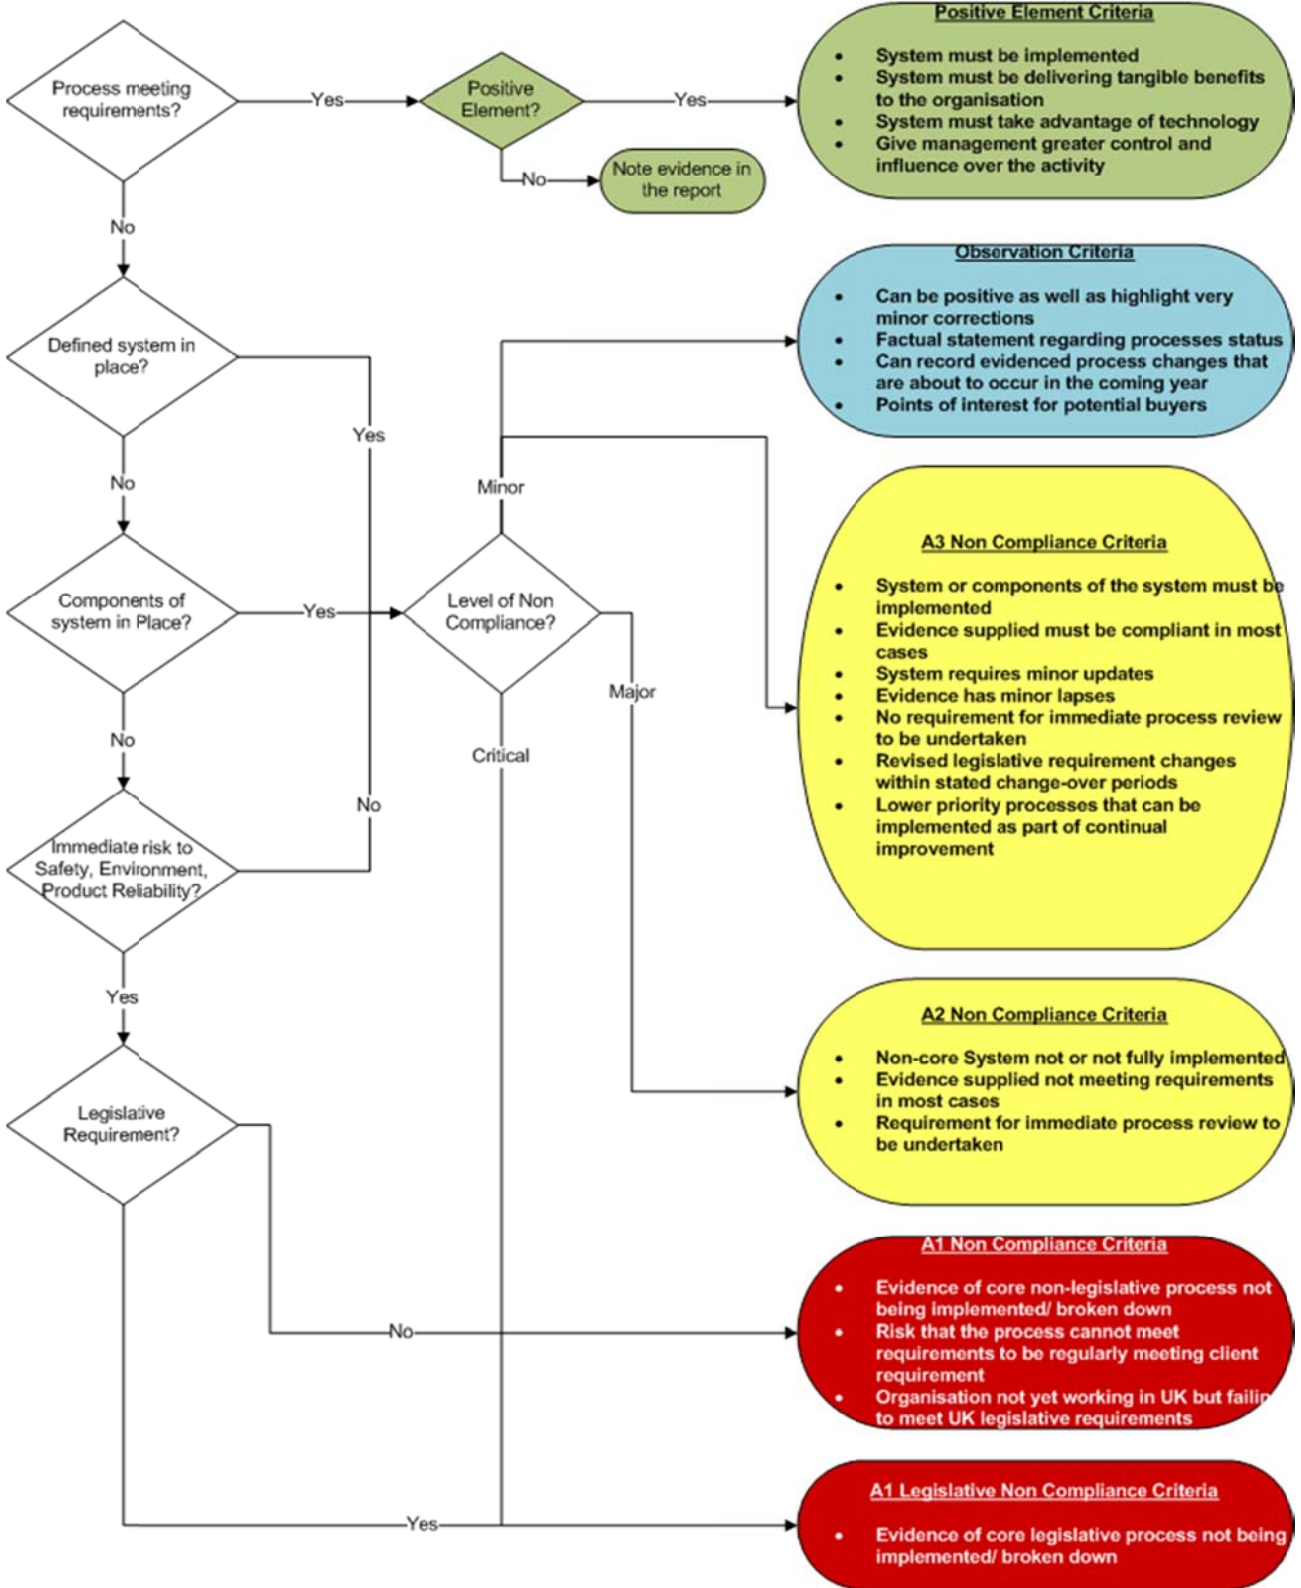 Process meeting
requirements?
Yes
Positive
Element?
Yes
No
Note evidence in
the report
Positive Element Criteria
• System must be implemented
• System must be delivering tangible benefits
to the organisation
• System must take advantage of technology
• Give management greater control and
influence over the activity
No
Defined system in
place?
Yes
No
Observation Criteria
• Can be positive as well as highlight very
minor corrections
• Factual statement regarding processes status
• Can record evidenced process changes that
are about to occur in the coming year
• Points of interest for potential buyers
Minor
Components of
system in Place?
Yes
Level of Non
Compliance?
Major
Critical
No
A3 Non Compliance Criteria
• System or components of the system must be
implemented
• Evidence supplied must be compliant in most
cases
• System requires minor updates
• Evidence has minor lapses
• No requirement for immediate process review
to be undertaken
• Revised legislative requirement changes
within stated change-over periods
• Lower priority processes that can be
implemented as part of continual
improvement
No
Immediate risk to
Safety, Environment,
Product Reliability?
Yes
A2 Non Compliance Criteria
• Non-core System not or not fully implemented
• Evidence supplied not meeting requirements
in most cases
• Requirement for immediate process review to
be undertaken
Legislative
Requirement?
No
A1 Non Compliance Criteria
• Evidence of core non-legislative process not
being implemented/ broken down
• Risk that the process cannot meet
requirements to be regularly meeting client
requirement
• Organisation not yet working in UK but failin
to meet UK legislative requirements
Yes
A1 Legislative Non Compliance Criteria
• Evidence of core legislative process not being
implemented/ broken down